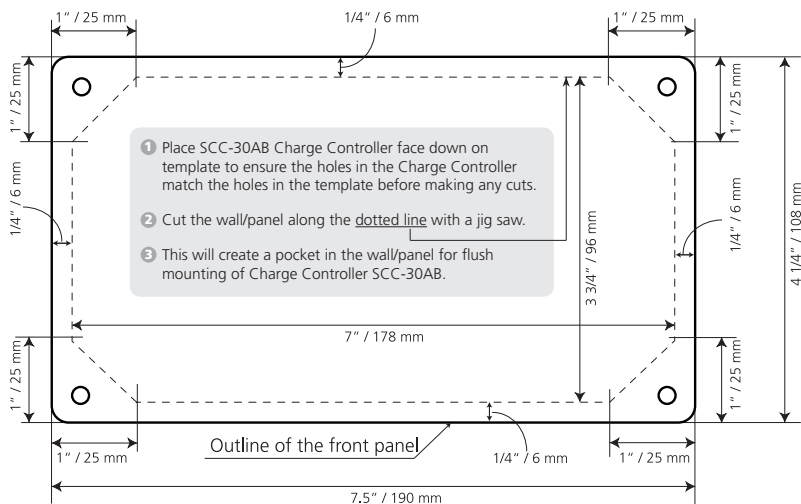 1“ / 25 mm
1/4“ / 6 mm
1“ / 25 mm
1“ / 25 mm
1“ / 25 mm
1 Place SCC-30AB Charge Controller face down on
template to ensure the holes in the Charge Controller
match the holes in the template before making any cuts.
2 Cut the wall/panel along the dotted line with a jig saw.
3 This will create a pocket in the wall/panel for flush
mounting of Charge Controller SCC-30AB.
1/4“ / 6 mm
3 3/4“ / 96 mm
1/4“ / 6 mm
4 1/4“ / 108 mm
7“ / 178 mm
1“ / 25 mm
1“ / 25 mm
Outline of the front panel
1“ / 25 mm
1/4“ / 6 mm
1“ / 25 mm
7.5“ / 190 mm